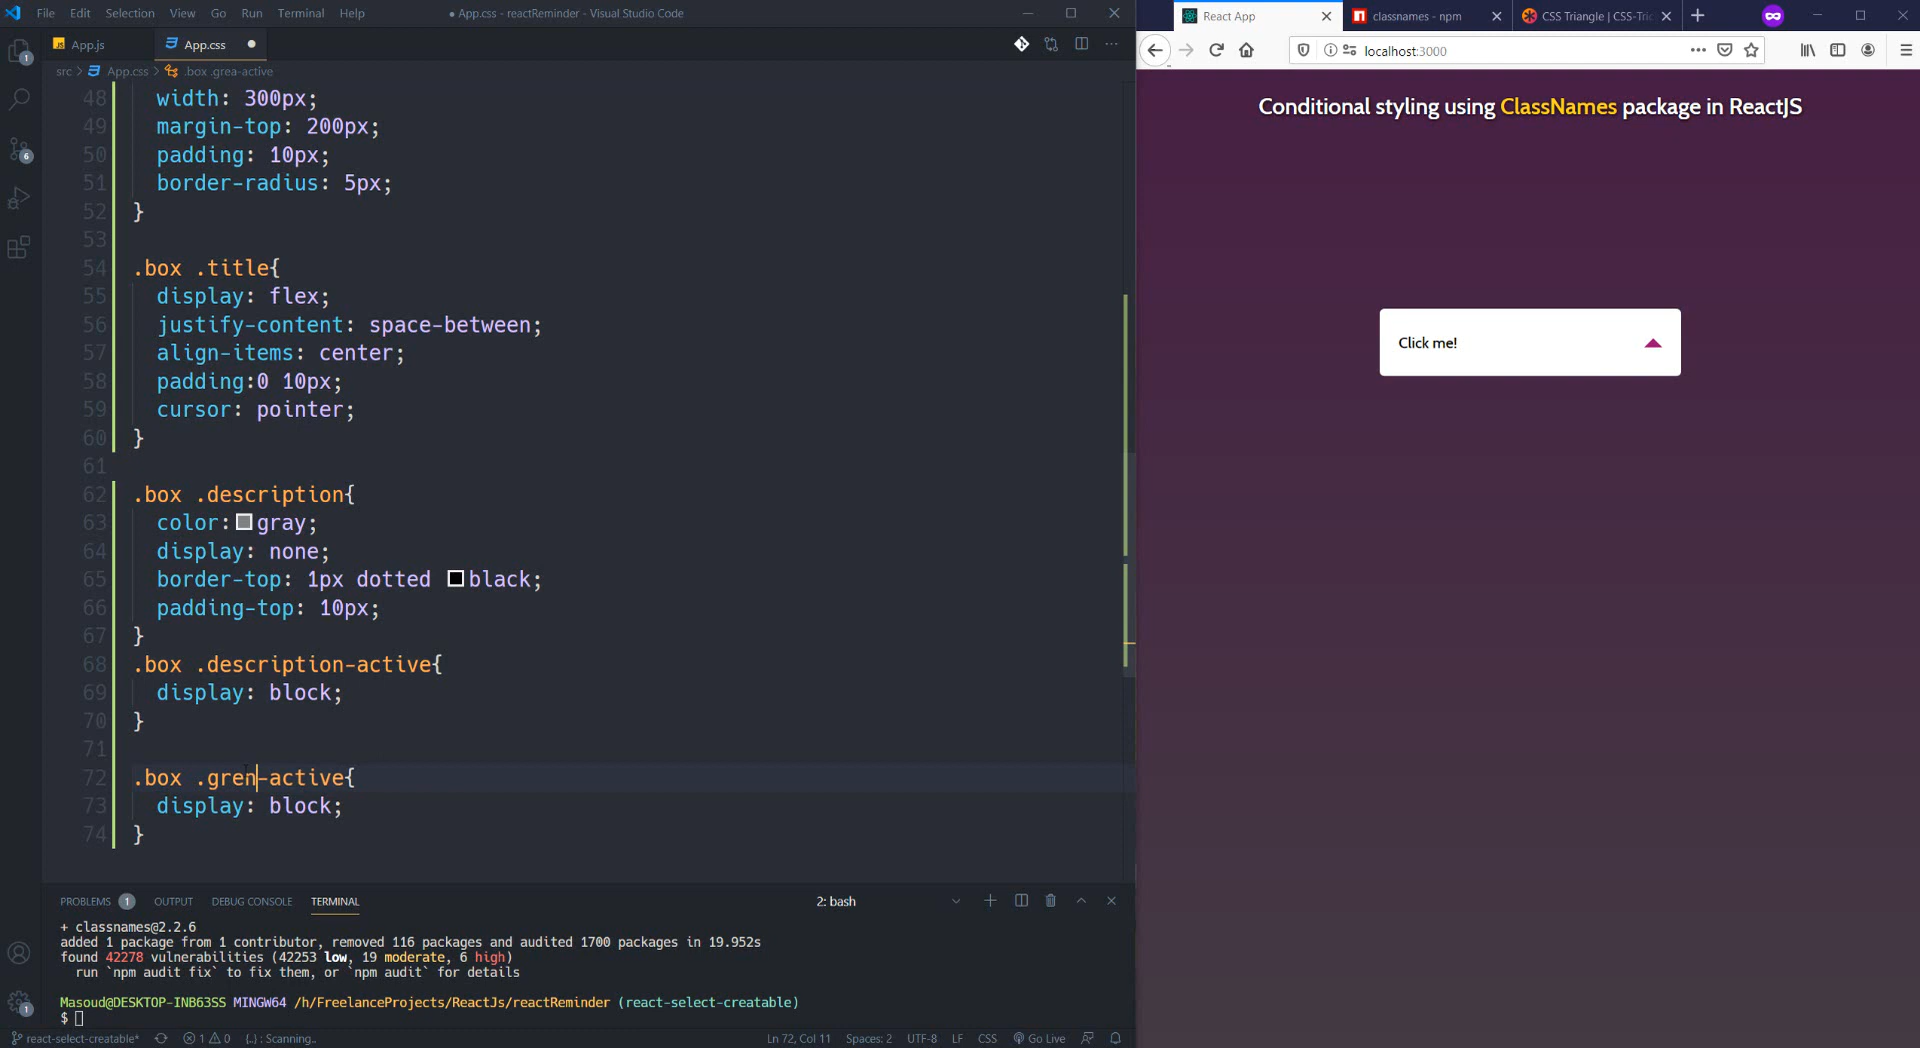 File Edit Selection View Go Run Terminal Help
● App.css - reactReminder - Visual Studio Code
App.js
App.css
src > App.css > .box .grea-active
48 width: 300px;
49 margin-top: 200px;
50 padding: 10px;
51 border-radius: 5px;
52 }
53
54 .box .title{
55 display: flex;
56 justify-content: space-between;
57 align-items: center;
58 padding:0 10px;
59 cursor: pointer;
60 }
61
62 .box .description{
63 color: gray;
64 display: none;
65 border-top: 1px dotted black;
66 padding-top: 10px;
67 }
68 .box .description-active{
69 display: block;
70 }
71
72 .box .gren-active{
73 display: block;
74 }
PROBLEMS 1 OUTPUT DEBUG CONSOLE TERMINAL
2: bash
+ classnames@2.2.6
added 1 package from 1 contributor, removed 116 packages and audited 1700 packages in 19.952s
found 42278 vulnerabilities (42253 low, 19 moderate, 6 high)
run `npm audit fix` to fix them, or `npm audit` for details
Masoud@DESKTOP-INB63SS MINGW64 /h/FreelanceProjects/ReactJs/reactReminder (react-select-creatable)
$
1
6
1
react-select-creatable* 1 0 {..} : Scanning..
Ln 72, Col 11 Spaces: 2 UTF-8 LF CSS Go Live
React App
classnames - npm
CSS Triangle | CSS-Tric
localhost:3000
Conditional styling using ClassNames package in ReactJS
Click me!